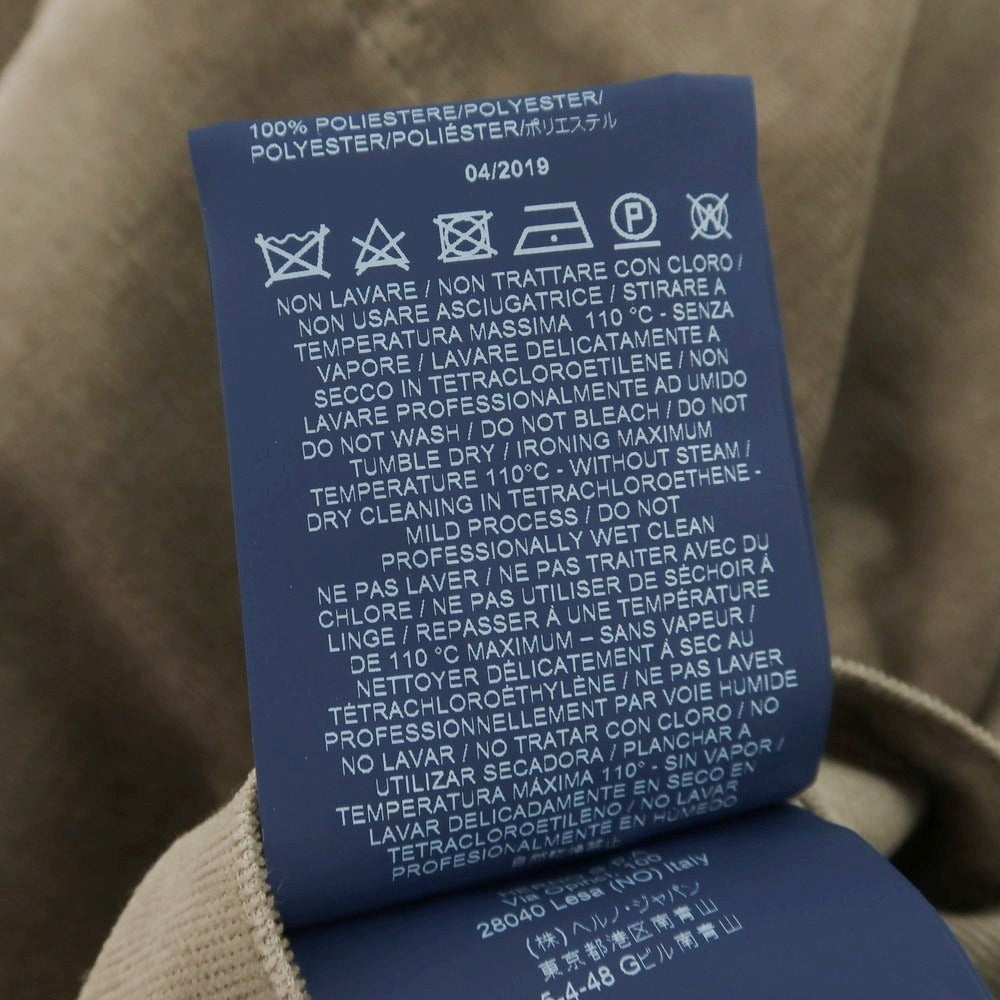 100% POLIESTERE/POLYESTER/
POLYESTER/POLIÉSTER/ポリエステル
04/2019
P
W
NON LAVARE / NON TRATTARE CON CLORO /
NON USARE ASCIUGATRICE / STIRARE A
TEMPERATURA MASSIMA 110 °C - SENZA
VAPORE / LAVARE DELICATAMENTE A
SECCO IN TETRACLOROETILENE / NON
LAVARE PROFESSIONALMENTE AD UMIDO
DO NOT WASH / DO NOT BLEACH / DO NOT
TUMBLE DRY / IRONING MAXIMUM
TEMPERATURE 110°C - WITHOUT STEAM /
DRY CLEANING IN TETRACHLOROETHENE -
MILD PROCESS / DO NOT
PROFESSIONALLY WET CLEAN
NE PAS LAVER / NE PAS TRAITER AVEC DU
CHLORE / NE PAS UTILISER DE SÉCHOIR À
LINGE / REPASSER À UNE TEMPÉRATURE
DE 110 °C MAXIMUM – SANS VAPEUR /
NETTOYER DÉLICATEMENT À SEC AU
TÉTRACHLOROÉTHYLÈNE / NE PAS LAVER
PROFESSIONNELLEMENT PAR VOIE HUMIDE
NO LAVAR / NO TRATAR CON CLORO / NO
UTILIZAR SECADORA / PLANCHAR A
TEMPERATURA MÁXIMA 110° - SIN VAPOR /
LAVAR DELICADAMENTE EN SECO EN
TETRACLOROETILENO / NO LAVAR
PROFESIONALMENTE EN HÚMEDO
28040 Lesa (NO) Italy
(株) ヘルノ・ジャパン
東京都港区南青山
5-4-48 Gビル南青山